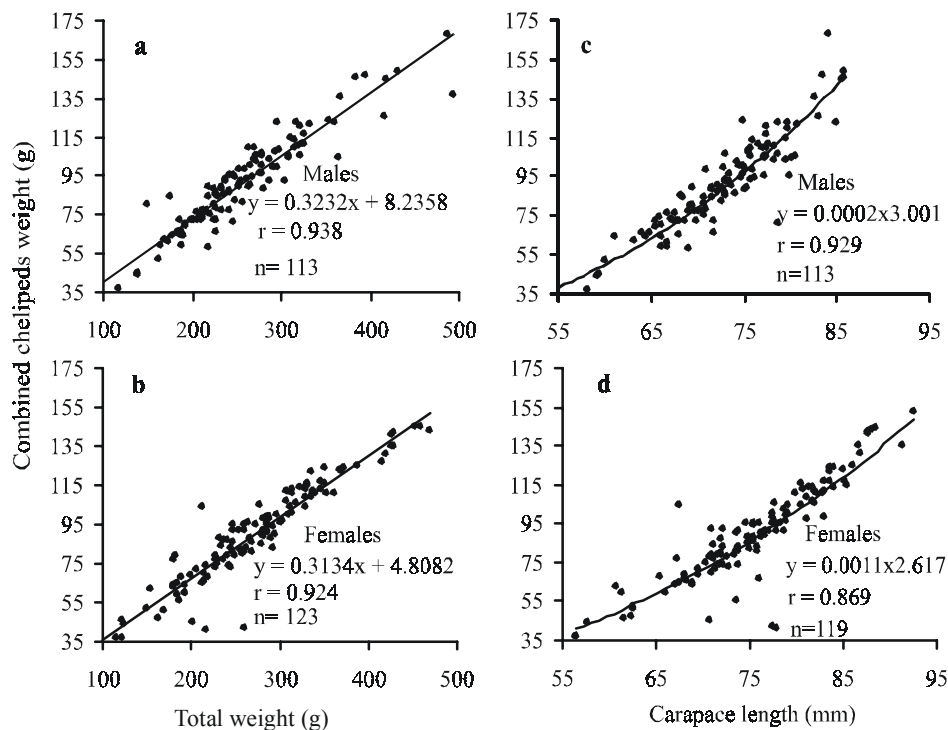 Combined chelipeds weight (g)
175
155
135
115
95
75
55
35
a
Males
y = 0.3232x + 8.2358
r = 0.938
n= 113
100
200
300
400
500
175
155
135
115
95
75
55
35
c
Males
y = 0.0002x3.001
r = 0.929
n=113
55
65
75
85
95
175
155
135
115
95
75
55
35
b
Females
y = 0.3134x + 4.8082
r = 0.924
n= 123
100
200
300
400
500
Total weight (g)
175
155
135
115
95
75
55
35
d
Females
y = 0.0011x2.617
r = 0.869
n=119
55
65
75
85
95
Carapace length (mm)